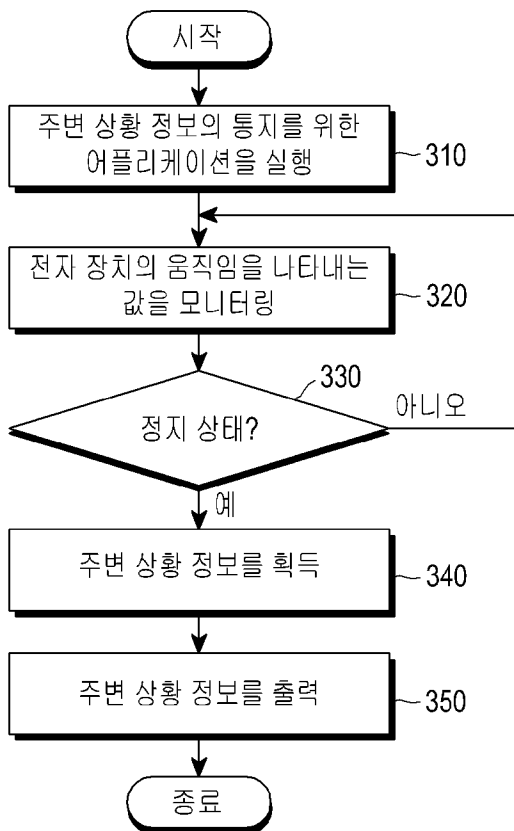 시작
주변 상황 정보의 통지를 위한
어플리케이션을 실행
310
전자 장치의 움직임을 나타내는
값을 모니터링
320
330
정지 상태?
아니오
예
주변 상황 정보를 획득
340
주변 상황 정보를 출력
350
종료